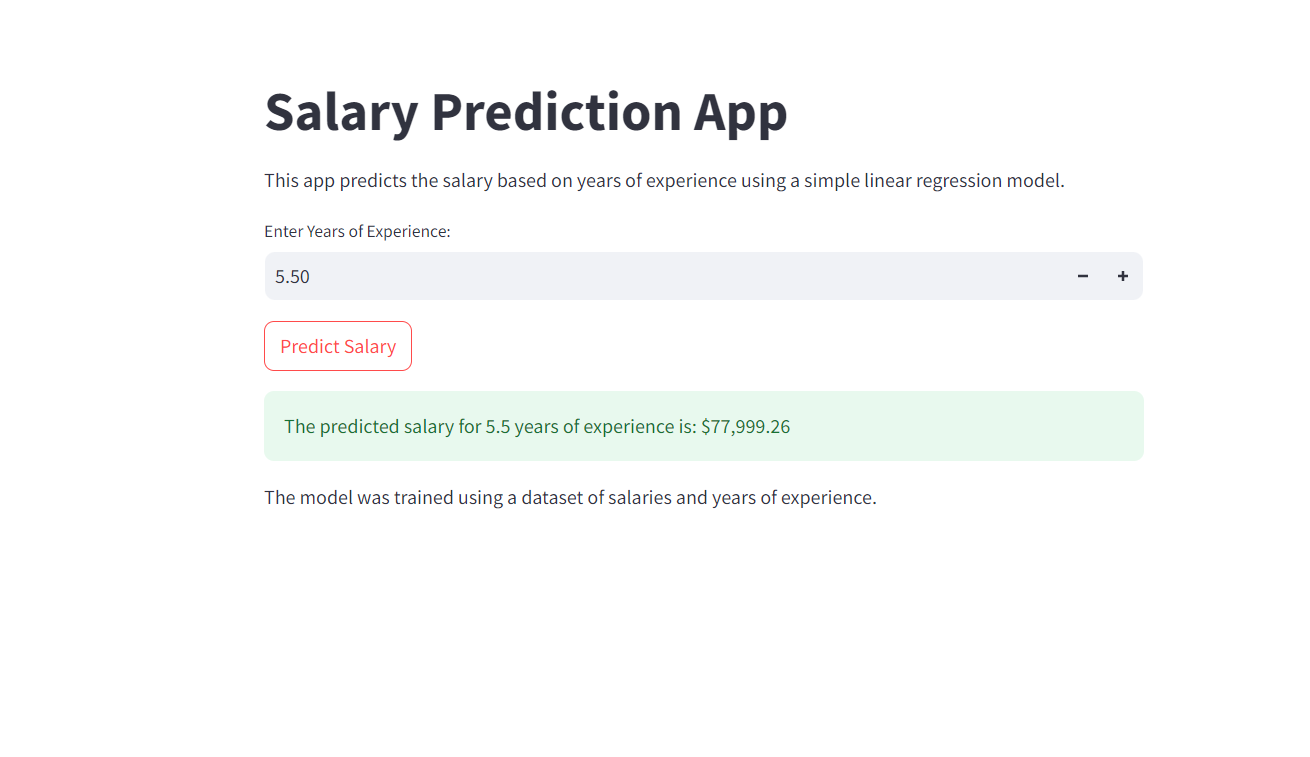 Salary Prediction App
This app predicts the salary based on years of experience using a simple linear regression model.
Enter Years of Experience:
5.50
Predict Salary
The predicted salary for 5.5 years of experience is: $77,999.26
The model was trained using a dataset of salaries and years of experience.